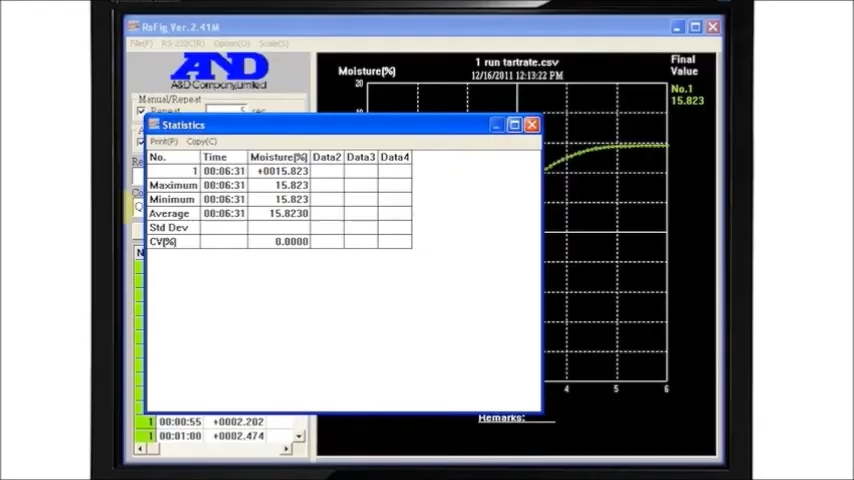 RsFig Ver.2.41M
File(F) RS-232C(R) Option(O) Scale(S)
AND
A&D Company,Limited
Manual/Repeat
Repeat 5 sec
1 run tartrate.csv
12/16/2011 12:13:22 PM
Moisture(%)
20
Final
Value
No.1
15.823
Statistics
Print(P) Copy(C)
No. Time Moisture(%) Data2 Data3 Data4
1 00:06:31 +0015.823
Maximum 00:06:31 15.823
Minimum 00:06:31 15.823
Average 00:06:31 15.8230
Std Dev
CV(%) 0.0000
4 5 6
Remarks:
1 00:00:55 +0002.202
1 00:01:00 +0002.474